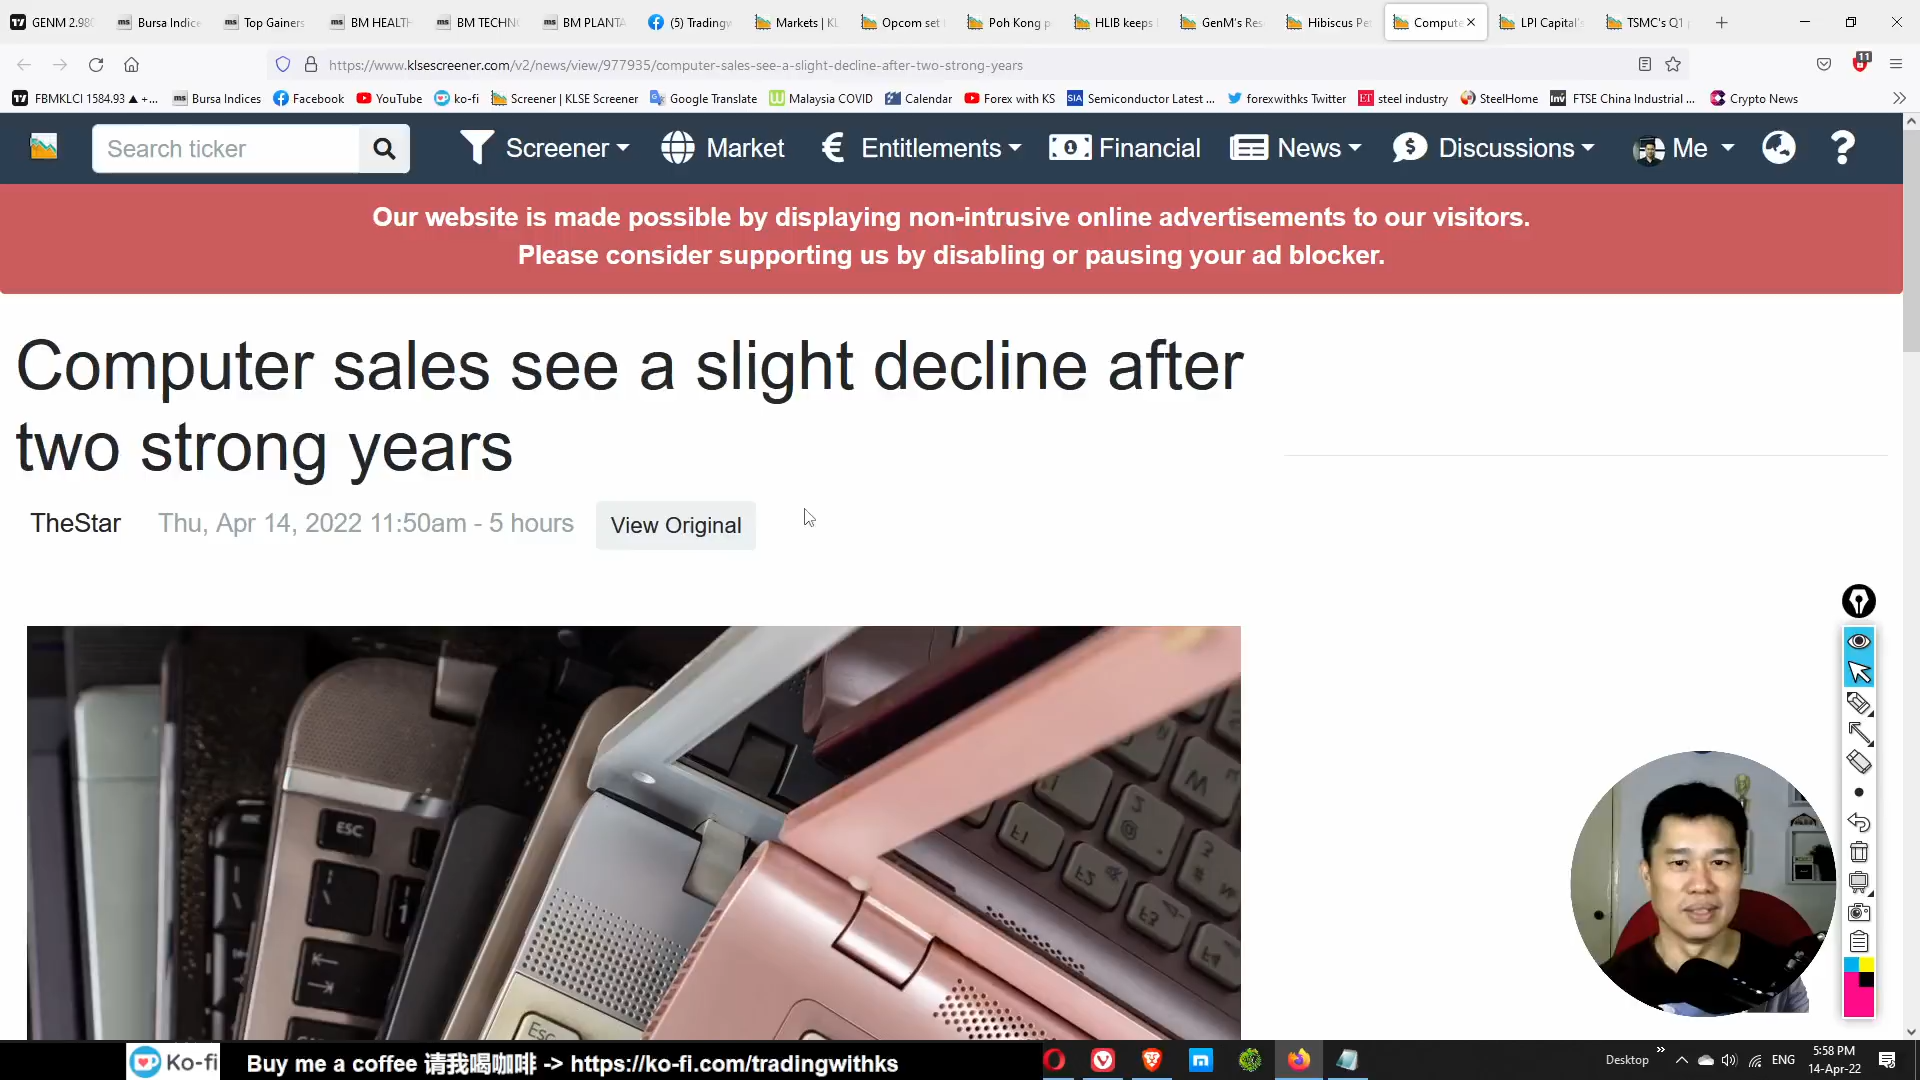 GENM 2.980
Bursa Indice
Top Gainers
BM HEALTH
BM TECHN
BM PLANTA
(5) Tradingw
Markets | KL
Opcom set
Poh Kong p
HLIB keeps
GenM's Res
Hibiscus Pe
Compute
LPI Capital's
TSMC's Q1
https://www.klsescreener.com/v2/news/view/977935/computer-sales-see-a-slight-decline-after-two-strong-years
11
FBMKLCI 1584.93 ▲ +...
Bursa Indices
Facebook
YouTube
ko-fi
Screener | KLSE Screener
Google Translate
Malaysia COVID
Calendar
Forex with KS
Semiconductor Latest ...
forexwithks Twitter
steel industry
SteelHome
FTSE China Industrial ...
Crypto News
Search ticker
Screener
Market
Entitlements
Financial
News
Discussions
Me
Our website is made possible by displaying non-intrusive online advertisements to our visitors.
Please consider supporting us by disabling or pausing your ad blocker.
Computer sales see a slight decline after
two strong years
TheStar Thu, Apr 14, 2022 11:50am - 5 hours View Original
ESC
Esc
Ko-fi
Buy me a coffee 请我喝咖啡 -> https://ko-fi.com/tradingwithks
Desktop
ENG
5:58 PM
14-Apr-22